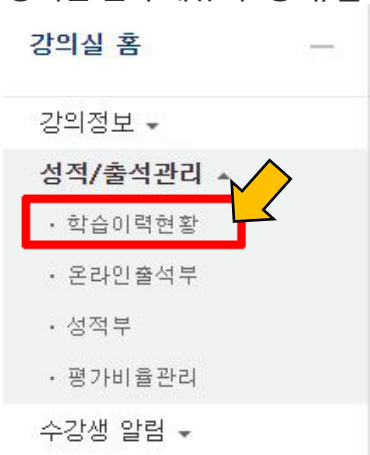 강의실 홈
강의정보
성적/출석관리
· 학습이력현황
· 온라인출석부
· 성적부
· 평가비율관리
수강생 알림